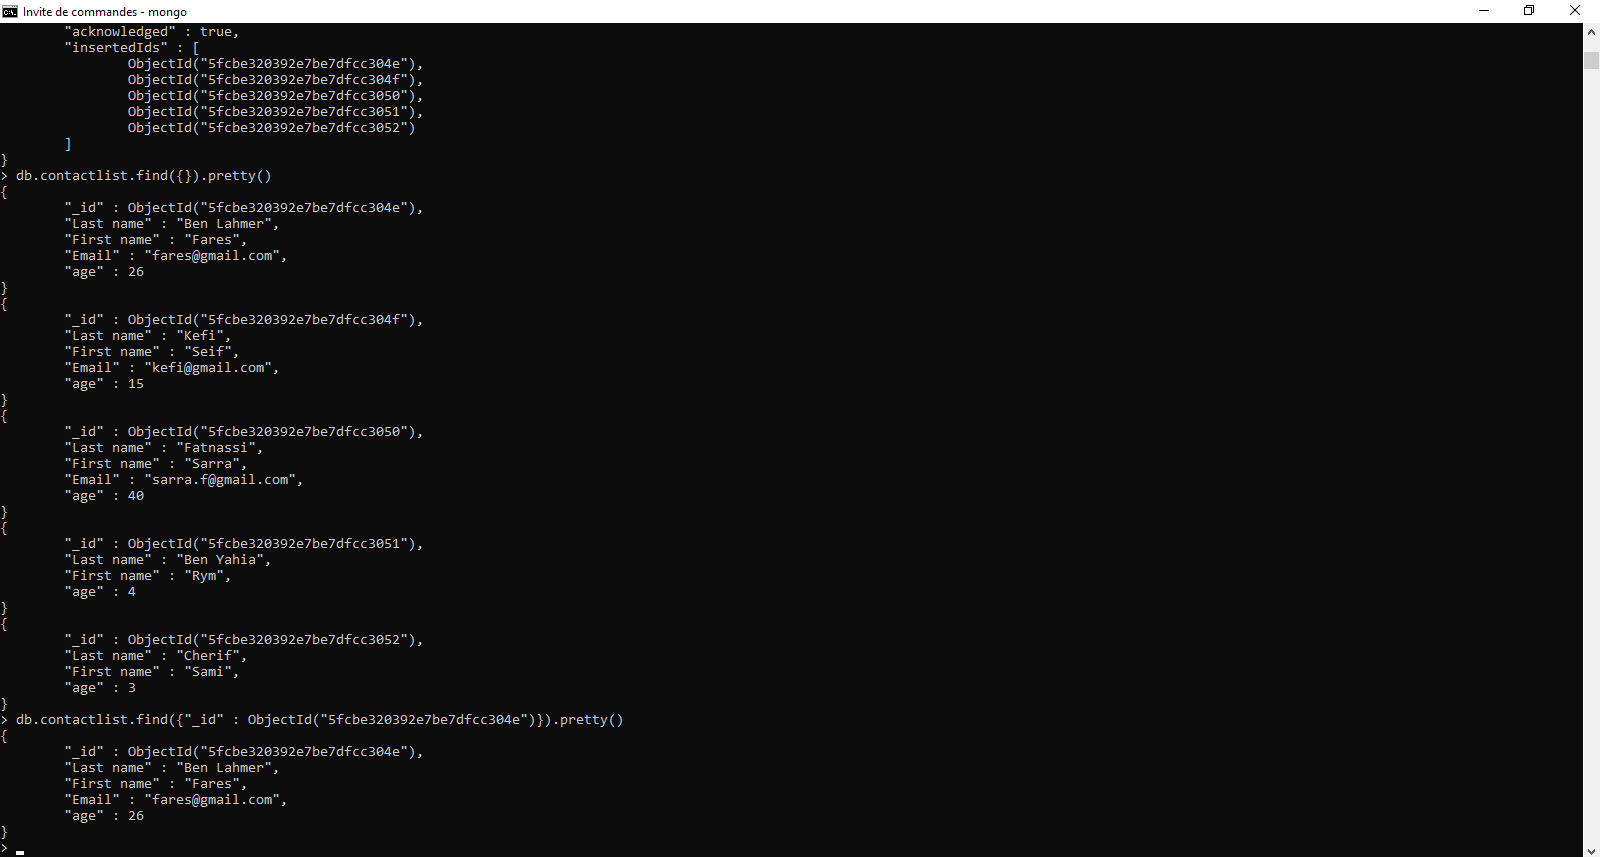 Invite de commandes - mongo
"acknowledged" : true,
"insertedIds" : [
ObjectId("5fcbe320392e7be7dfcc304e"),
ObjectId("5fcbe320392e7be7dfcc304f"),
ObjectId("5fcbe320392e7be7dfcc3050"),
ObjectId("5fcbe320392e7be7dfcc3051"),
ObjectId("5fcbe320392e7be7dfcc3052")
]
}
> db.contactlist.find({}).pretty()
{
"_id" : ObjectId("5fcbe320392e7be7dfcc304e"),
"Last name" : "Ben Lahmer",
"First name" : "Fares",
"Email" : "fares@gmail.com",
"age" : 26
}
{
"_id" : ObjectId("5fcbe320392e7be7dfcc304f"),
"Last name" : "Kefi",
"First name" : "Seif",
"Email" : "kefi@gmail.com",
"age" : 15
}
{
"_id" : ObjectId("5fcbe320392e7be7dfcc3050"),
"Last name" : "Fatnassi",
"First name" : "Sarra",
"Email" : "sarra.f@gmail.com",
"age" : 40
}
{
"_id" : ObjectId("5fcbe320392e7be7dfcc3051"),
"Last name" : "Ben Yahia",
"First name" : "Rym",
"age" : 4
}
{
"_id" : ObjectId("5fcbe320392e7be7dfcc3052"),
"Last name" : "Cherif",
"First name" : "Sami",
"age" : 3
}
> db.contactlist.find({"_id" : ObjectId("5fcbe320392e7be7dfcc304e")}).pretty()
{
"_id" : ObjectId("5fcbe320392e7be7dfcc304e"),
"Last name" : "Ben Lahmer",
"First name" : "Fares",
"Email" : "fares@gmail.com",
"age" : 26
}
>